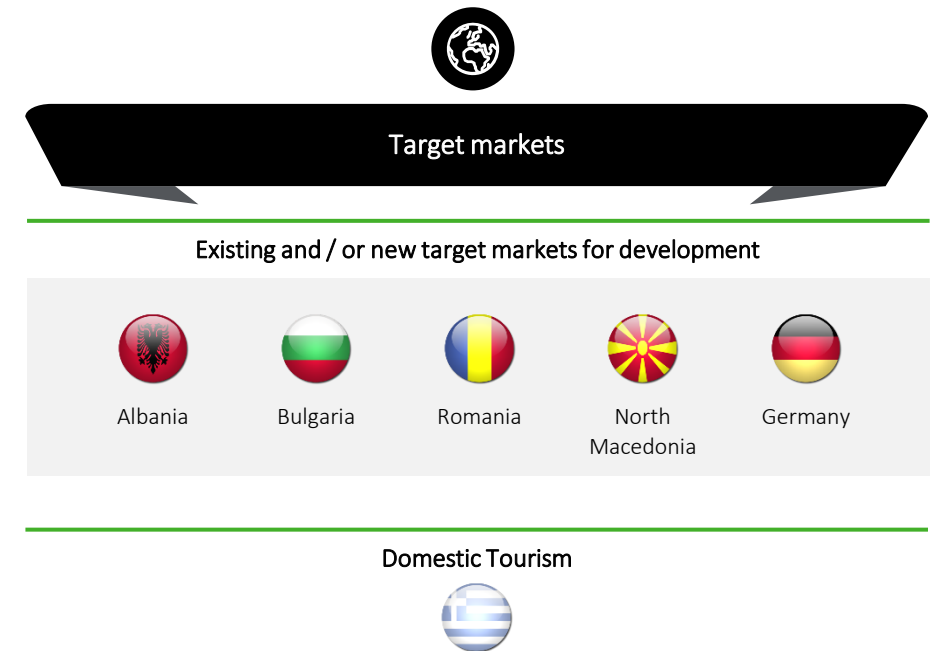 Target markets
Existing and / or new target markets for development
Albania
Bulgaria
Romania
North
Macedonia
Germany
Domestic Tourism